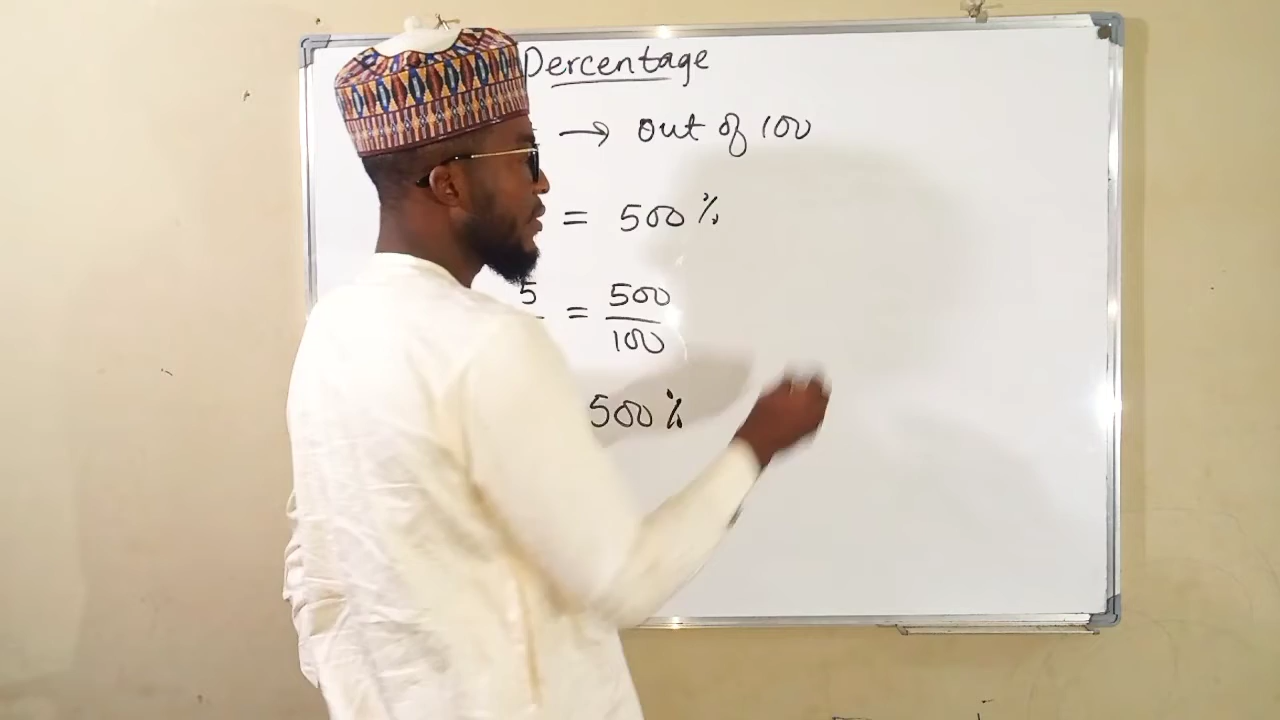 Percentage
→ out of 100
= 500%
5 = 500/100
500%